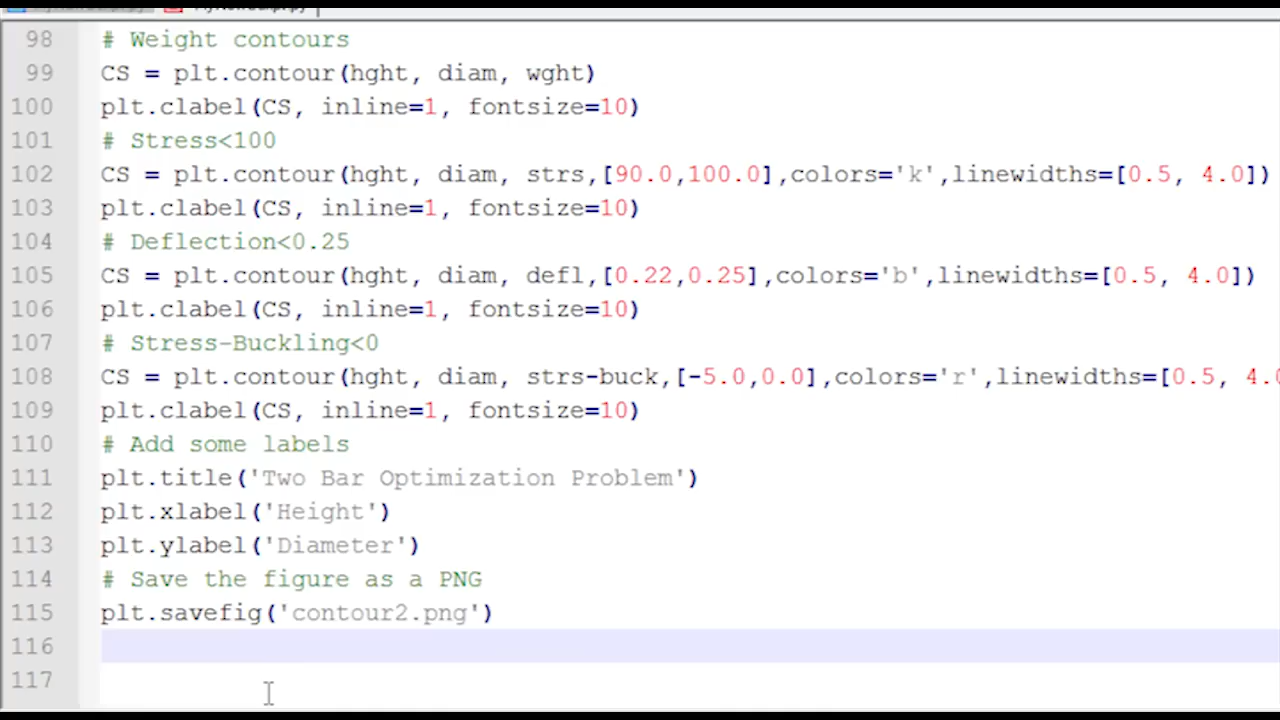 98 # Weight contours
99 CS = plt.contour(hght, diam, wght)
100 plt.clabel(CS, inline=1, fontsize=10)
101 # Stress<100
102 CS = plt.contour(hght, diam, strs,[90.0,100.0],colors='k',linewidths=[0.5, 4.0])
103 plt.clabel(CS, inline=1, fontsize=10)
104 # Deflection<0.25
105 CS = plt.contour(hght, diam, defl,[0.22,0.25],colors='b',linewidths=[0.5, 4.0])
106 plt.clabel(CS, inline=1, fontsize=10)
107 # Stress-Buckling<0
108 CS = plt.contour(hght, diam, strs-buck,[-5.0,0.0],colors='r',linewidths=[0.5, 4.0
109 plt.clabel(CS, inline=1, fontsize=10)
110 # Add some labels
111 plt.title('Two Bar Optimization Problem')
112 plt.xlabel('Height')
113 plt.ylabel('Diameter')
114 # Save the figure as a PNG
115 plt.savefig('contour2.png')
116
117